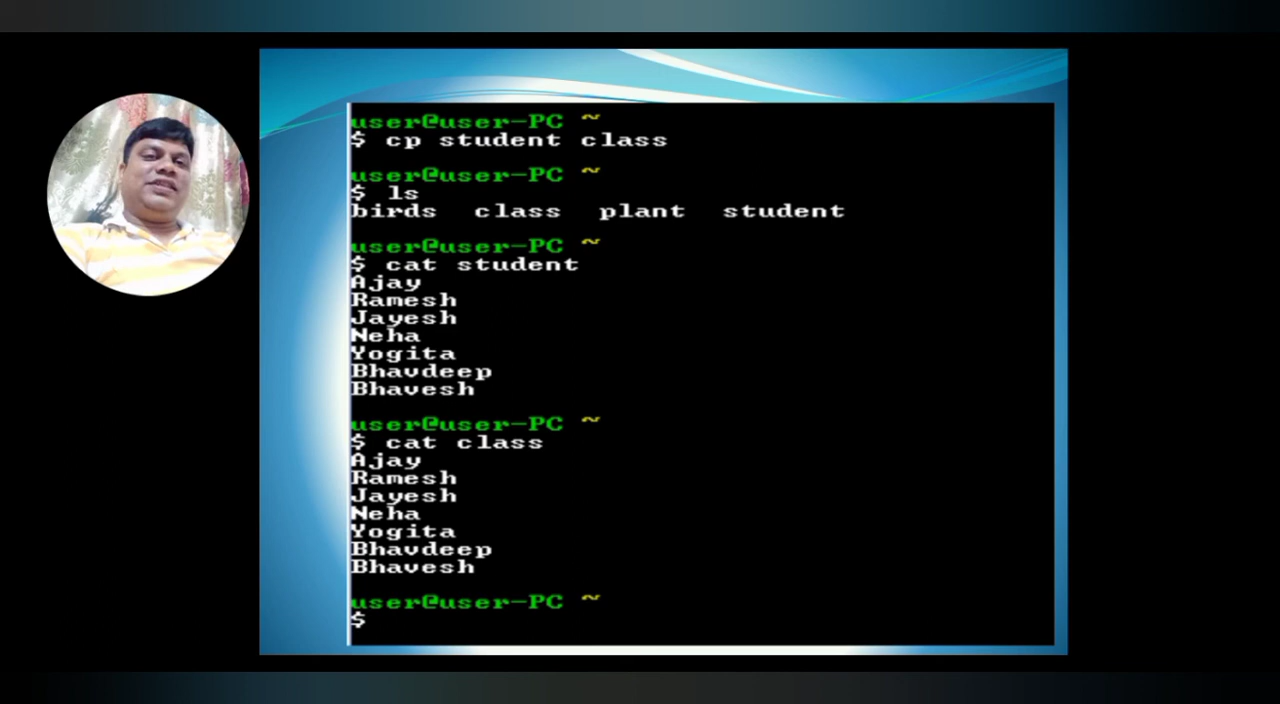 user@user-PC ~
$ cp student class
user@user-PC ~
$ ls
birds class plant student
user@user-PC ~
$ cat student
Ajay
Ramesh
Jayesh
Neha
Yogita
Bhavdeep
Bhavesh
user@user-PC ~
$ cat class
Ajay
Ramesh
Jayesh
Neha
Yogita
Bhavdeep
Bhavesh
user@user-PC ~
$